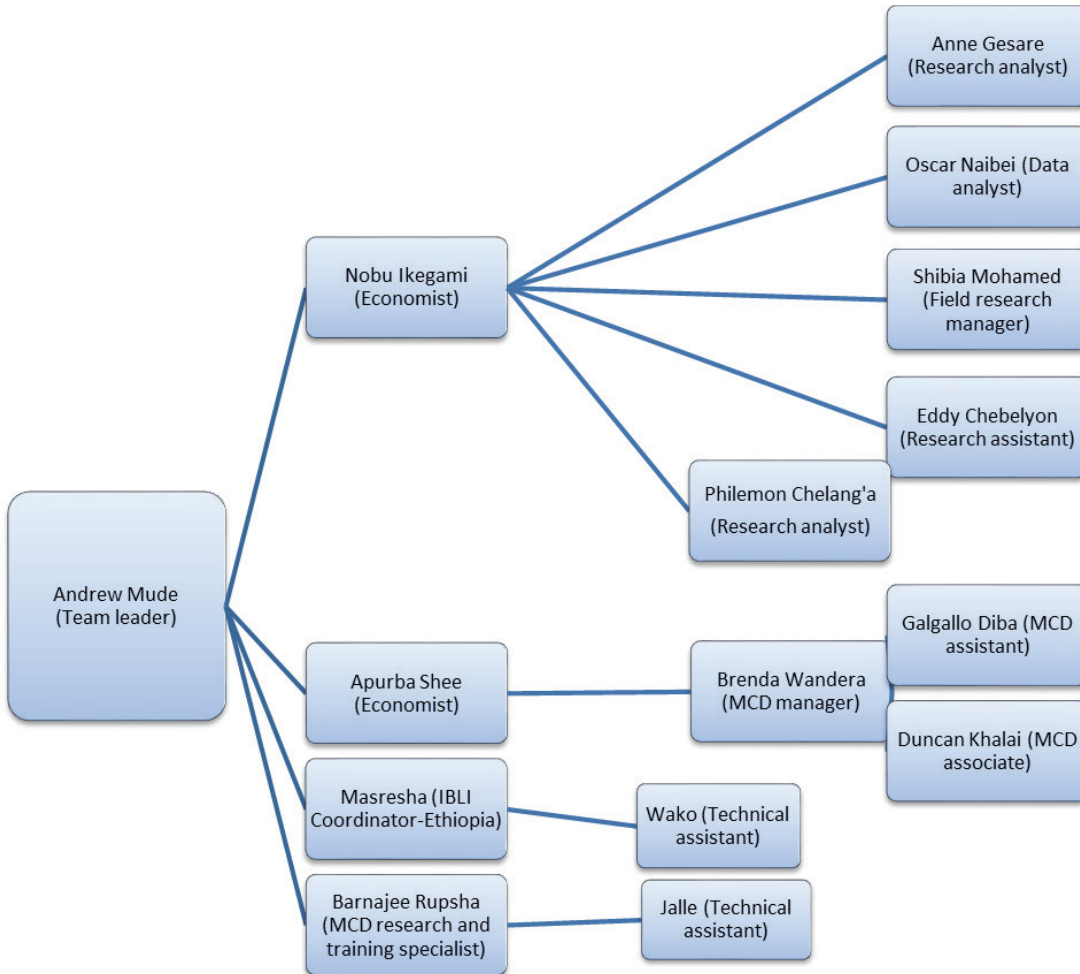 Anne Gesare
(Research analyst)
Oscar Naibei (Data
analyst)
Nobu Ikegami
(Economist)
Shibia Mohamed
(Field research
manager)
Eddy Chebelyon
(Research assistant)
Philemon Chelang'a
(Research analyst)
Andrew Mude
(Team leader)
Galgallo Diba (MCD
assistant)
Apurba Shee
(Economist)
Brenda Wandera
(MCD manager)
Duncan Khalai (MCD
associate)
Masresha (IBLI
Coordinator-Ethiopia)
Wako (Technical
assistant)
Barnajee Rupsha
(MCD research and
training specialist)
Jalle (Technical
assistant)